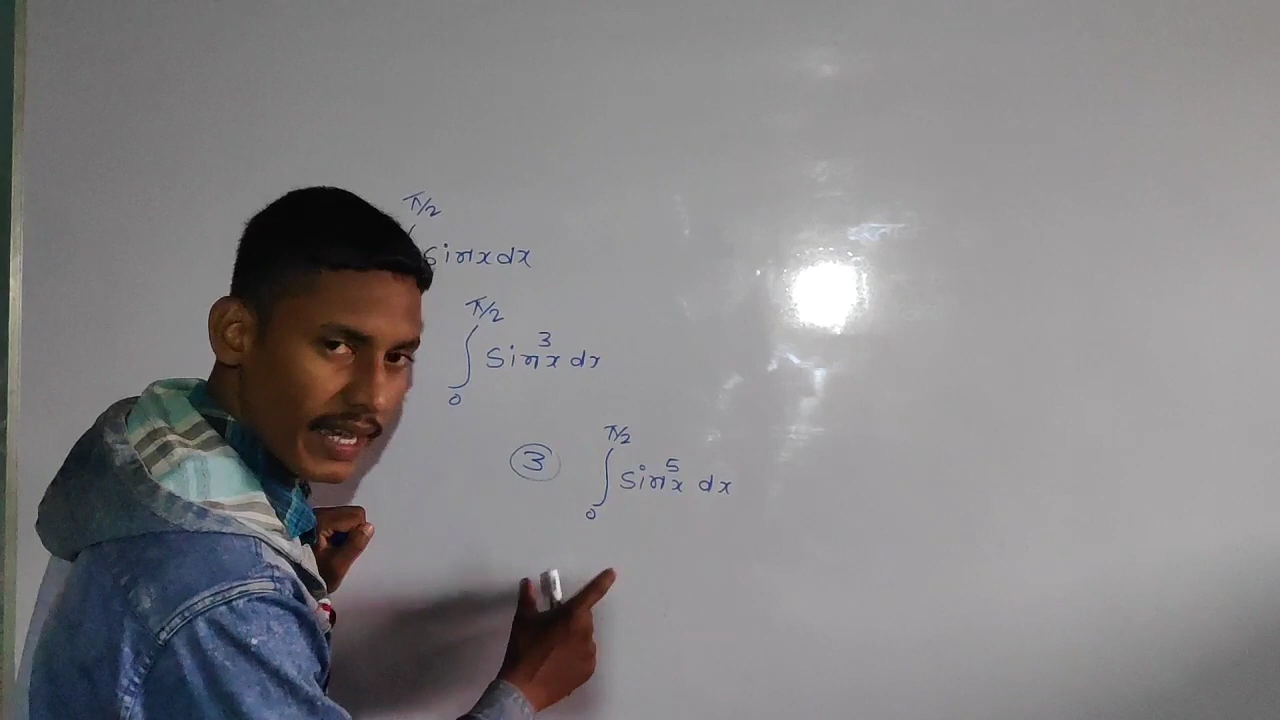 π/2
∫ sinx dx
π/2
∫ sin³x dx
0
π/2
③ ∫ sin⁵x dx
0